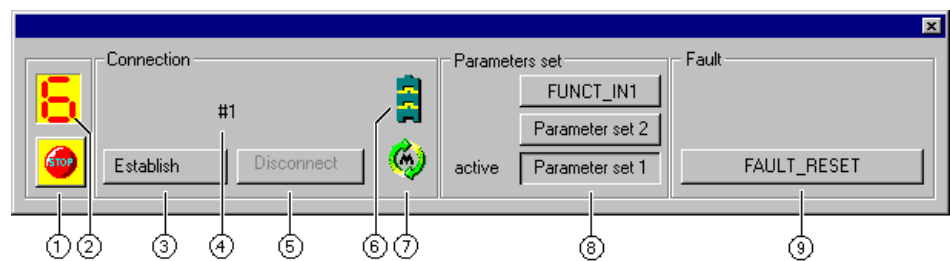 Connection
Parameters set
Fault
6
#1
FUNCT_IN1
Parameter set 2
STOP
Establish
Disconnect
active
Parameter set 1
FAULT_RESET
M
1
2
3
4
5
6
7
8
9